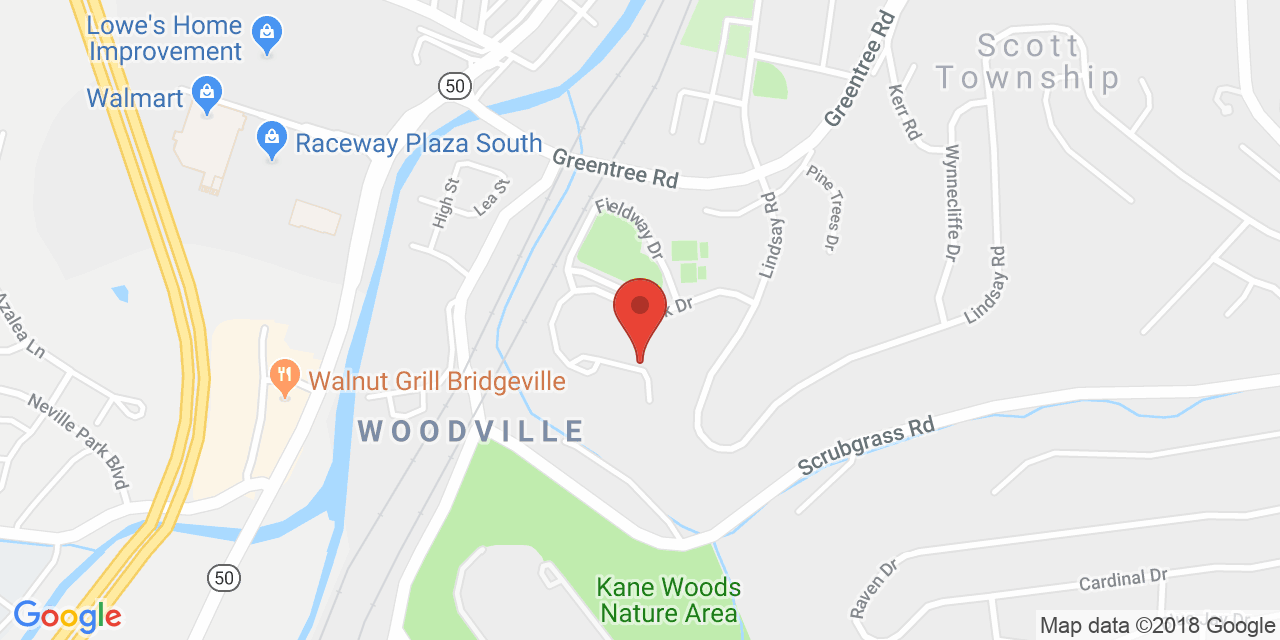 Lowe's Home
Improvement
Walmart
50
Raceway Plaza South
Greentree Rd
Greentree Rd
Scott
Township
Kerr Rd
Wynnecliffe Dr
Pine Trees Dr
Lindsay Rd
Lindsay Rd
High St
Lea St
Fieldway Dr
Dr
Azalea Ln
Neville Park Blvd
Walnut Grill Bridgeville
WOODVILLE
Scrubgrass Rd
50
Kane Woods
Nature Area
Raven Dr
Cardinal Dr
Google
Map data ©2018 Google